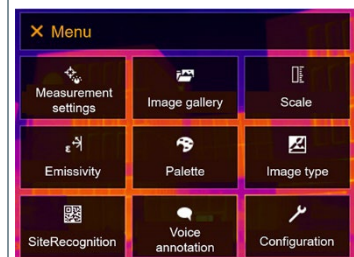 Menu
Measurement
settings
Image gallery
Scale
ε
Emissivity
Palette
Image type
SiteRecognition
Voice
annotation
Configuration